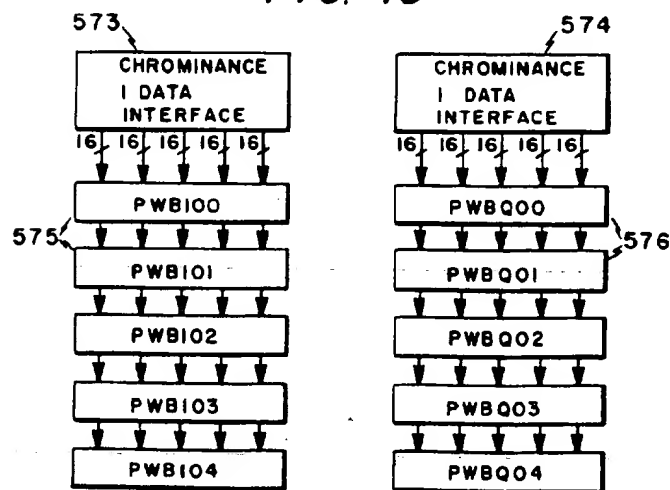 573
CHROMINANCE
I DATA
INTERFACE
16 16 16 16 16
PWBI00
575
PWBI01
PWBI02
PWBI03
PWBI04
574
CHROMINANCE
I DATA
INTERFACE
16 16 16 16 16
PWBQ00
576
PWBQ01
PWBQ02
PWBQ03
PWBQ04